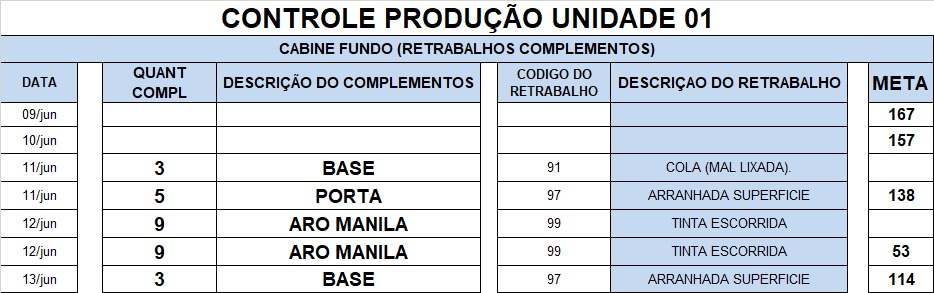 CONTROLE PRODUÇÃO UNIDADE 01
CABINE FUNDO (RETRABALHOS COMPLEMENTOS)
DATA QUANT COMPL DESCRIÇÃO DO COMPLEMENTOS CODIGO DO RETRABALHO DESCRIÇAO DO RETRABALHO META
09/jun 167
10/jun 157
11/jun 3 BASE 91 COLA (MAL LIXADA).
11/jun 5 PORTA 97 ARRANHADA SUPERFICIE 138
12/jun 9 ARO MANILA 99 TINTA ESCORRIDA
12/jun 9 ARO MANILA 99 TINTA ESCORRIDA 53
13/jun 3 BASE 97 ARRANHADA SUPERFICIE 114